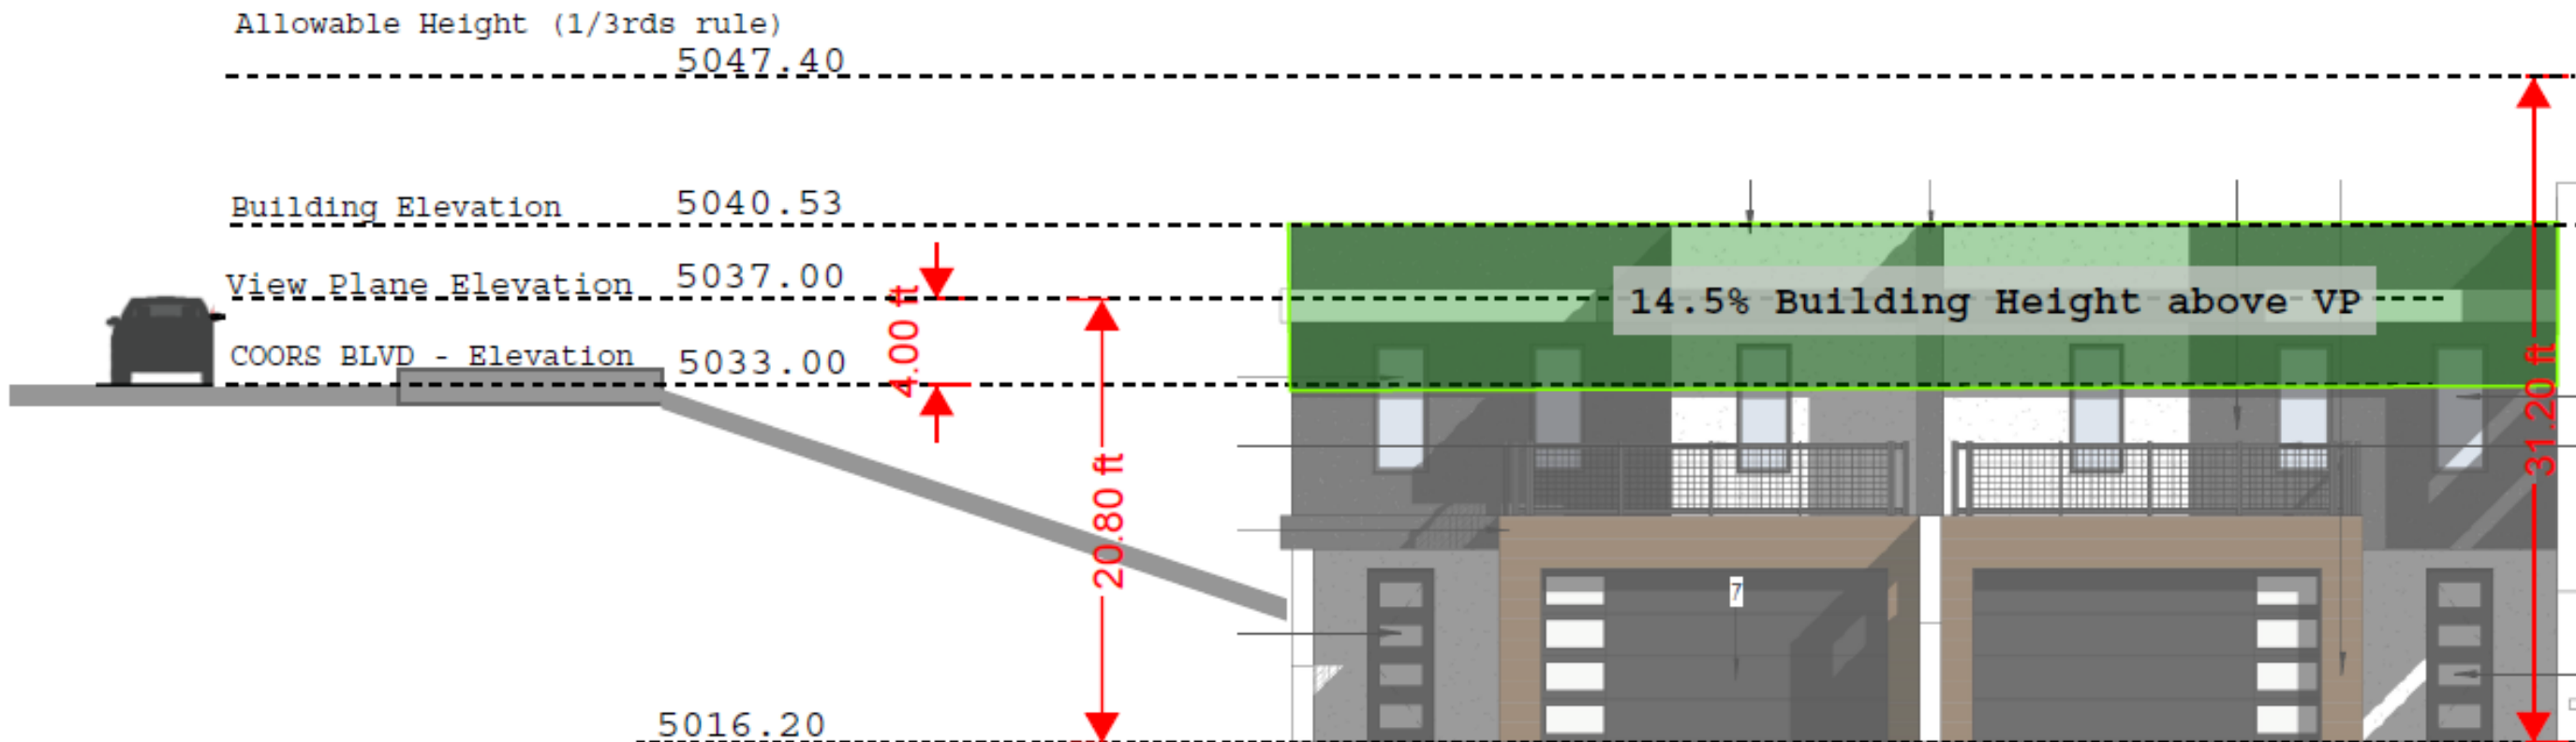 Allowable Height (1/3rds rule)
5047.40
Building Elevation 5040.53
View Plane Elevation 5037.00
4.00 ft
14.5% Building Height above VP
COORS BLVD - Elevation 5033.00
31.20 ft
20.80 ft
7
5016.20